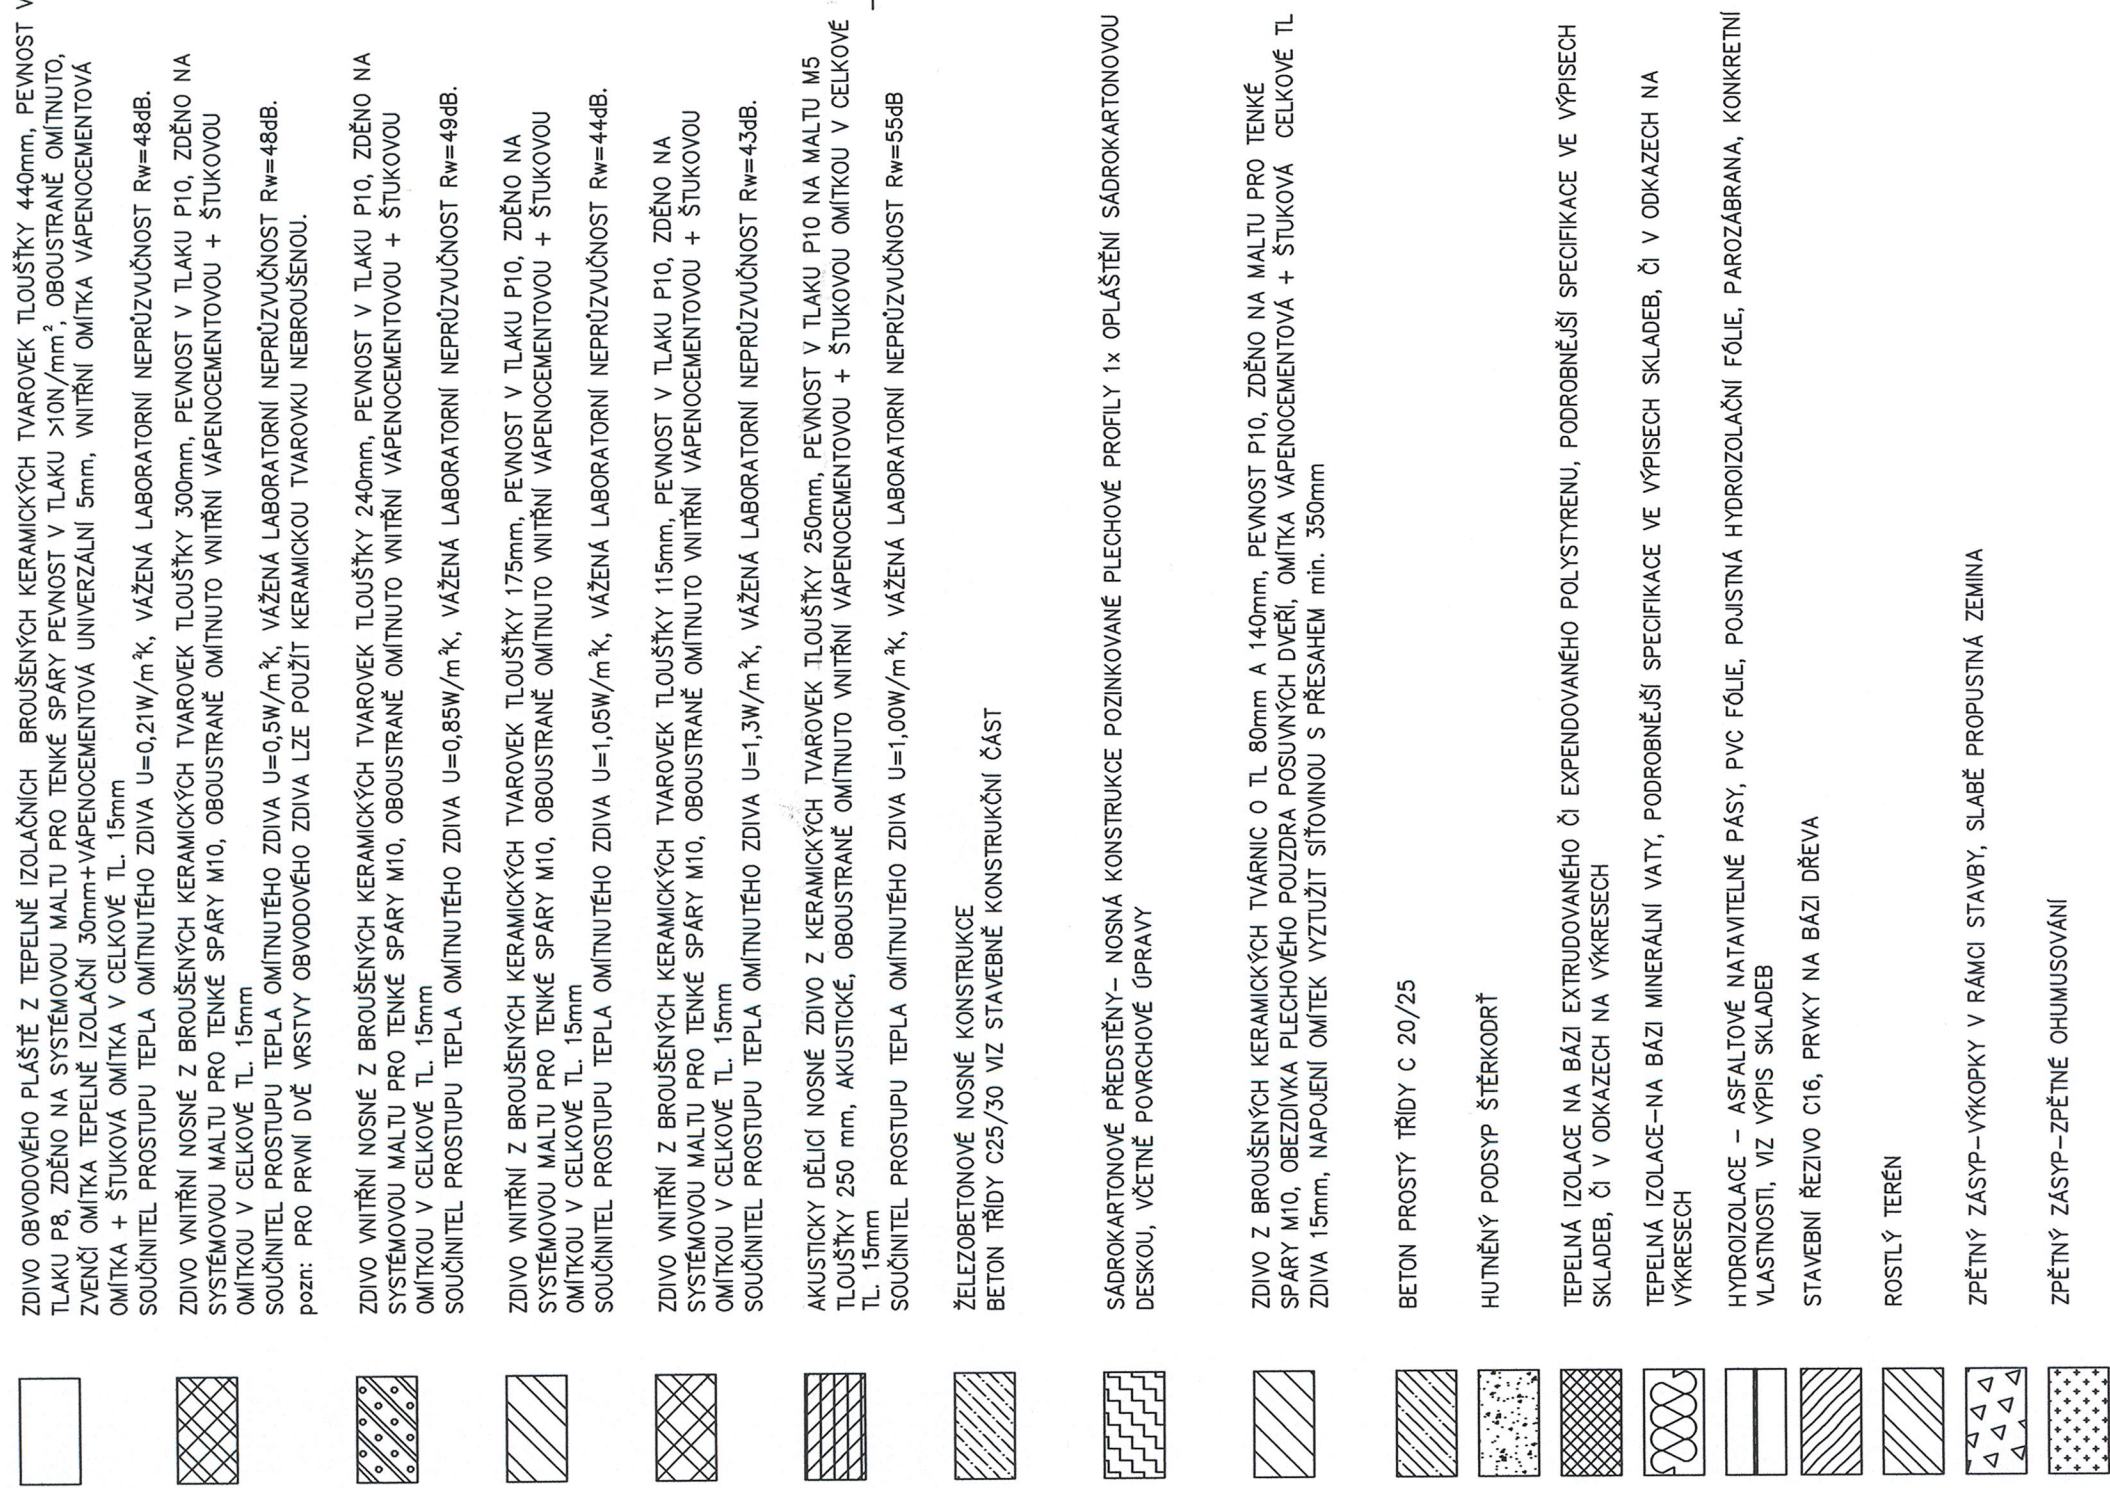 ZDIVO OBVODOVÉHO PLÁŠTĚ Z TEPELNĚ IZOLAČNÍCH BROUŠENÝCH KERAMICKÝCH TVAROVEK TLOUŠŤKY 440mm, PEVNOST V
TLAKU P8, ZDĚNO NA SYSTÉMOVOU MALTU PRO TENKÉ SPÁRY PEVNOST V TLAKU >10N/mm², OBOUSTRANĚ OMÍTNUTO,
ZVENČÍ OMÍTKA TEPELNĚ IZOLAČNÍ 30mm+VÁPENOCEMENTOVÁ UNIVERZÁLNÍ 5mm, VNITŘNÍ OMÍTKA VÁPENOCEMENTOVÁ
OMÍTKA + ŠTUKOVÁ OMÍTKA V CELKOVÉ TL. 15mm
SOUČINITEL PROSTUPU TEPLA OMÍTNUTÉHO ZDIVA U=0,21W/m²K, VÁŽENÁ LABORATORNÍ NEPRŮZVUČNOST Rw=48dB.
ZDIVO VNITŘNÍ NOSNÉ Z BROUŠENÝCH KERAMICKÝCH TVAROVEK TLOUŠŤKY 300mm, PEVNOST V TLAKU P10, ZDĚNO NA
SYSTÉMOVOU MALTU PRO TENKÉ SPÁRY M10, OBOUSTRANĚ OMÍTNUTO VNITŘNÍ VÁPENOCEMENTOVOU + ŠTUKOVOU
OMÍTKOU V CELKOVÉ TL. 15mm
SOUČINITEL PROSTUPU TEPLA OMÍTNUTÉHO ZDIVA U=0,5W/m²K, VÁŽENÁ LABORATORNÍ NEPRŮZVUČNOST Rw=48dB.
pozn: PRO PRVNÍ DVĚ VRSTVY OBVODOVÉHO ZDIVA LZE POUŽÍT KERAMICKOU TVAROVKU NEBROUŠENOU.
ZDIVO VNITŘNÍ NOSNÉ Z BROUŠENÝCH KERAMICKÝCH TVAROVEK TLOUŠŤKY 240mm, PEVNOST V TLAKU P10, ZDĚNO NA
SYSTÉMOVOU MALTU PRO TENKÉ SPÁRY M10, OBOUSTRANĚ OMÍTNUTO VNITŘNÍ VÁPENOCEMENTOVOU + ŠTUKOVOU
OMÍTKOU V CELKOVÉ TL. 15mm
SOUČINITEL PROSTUPU TEPLA OMÍTNUTÉHO ZDIVA U=0,85W/m²K, VÁŽENÁ LABORATORNÍ NEPRŮZVUČNOST Rw=49dB.
ZDIVO VNITŘNÍ Z BROUŠENÝCH KERAMICKÝCH TVAROVEK TLOUŠŤKY 175mm, PEVNOST V TLAKU P10, ZDĚNO NA
SYSTÉMOVOU MALTU PRO TENKÉ SPÁRY M10, OBOUSTRANĚ OMÍTNUTO VNITŘNÍ VÁPENOCEMENTOVOU + ŠTUKOVOU
OMÍTKOU V CELKOVÉ TL. 15mm
SOUČINITEL PROSTUPU TEPLA OMÍTNUTÉHO ZDIVA U=1,05W/m²K, VÁŽENÁ LABORATORNÍ NEPRŮZVUČNOST Rw=44dB.
ZDIVO VNITŘNÍ Z BROUŠENÝCH KERAMICKÝCH TVAROVEK TLOUŠŤKY 115mm, PEVNOST V TLAKU P10, ZDĚNO NA
SYSTÉMOVOU MALTU PRO TENKÉ SPÁRY M10, OBOUSTRANĚ OMÍTNUTO VNITŘNÍ VÁPENOCEMENTOVOU + ŠTUKOVOU
OMÍTKOU V CELKOVÉ TL. 15mm
SOUČINITEL PROSTUPU TEPLA OMÍTNUTÉHO ZDIVA U=1,3W/m²K, VÁŽENÁ LABORATORNÍ NEPRŮZVUČNOST Rw=43dB.
AKUSTICKY DĚLICÍ NOSNÉ ZDIVO Z KERAMICKÝCH TVAROVEK TLOUŠŤKY 250mm, PEVNOST V TLAKU P10 NA MALTU M5
TLOUŠŤKY 250 mm, AKUSTICKÉ, OBOUSTRANĚ OMÍTNUTO VNITŘNÍ VÁPENOCEMENTOVOU + ŠTUKOVOU OMÍTKOU V CELKOVÉ
TL. 15mm
SOUČINITEL PROSTUPU TEPLA OMÍTNUTÉHO ZDIVA U=1,00W/m²K, VÁŽENÁ LABORATORNÍ NEPRŮZVUČNOST Rw=55dB
ŽELEZOBETONOVÉ NOSNÉ KONSTRUKCE
BETON TŘÍDY C25/30 VIZ STAVEBNĚ KONSTRUKČNÍ ČÁST
SÁDROKARTONOVÉ PŘEDSTĚNY- NOSNÁ KONSTRUKCE POZINKOVANÉ PLECHOVÉ PROFILY 1x OPLÁŠTĚNÍ SÁDROKARTONOVOU
DESKOU, VČETNĚ POVRCHOVÉ ÚPRAVY
ZDIVO Z BROUŠENÝCH KERAMICKÝCH TVÁRNIC O TL 80mm A 140mm, PEVNOST P10, ZDĚNO NA MALTU PRO TENKÉ
SPÁRY M10, OBEZDÍVKA PLECHOVÉHO POUZDRA POSUVNÝCH DVEŘÍ, OMÍTKA VÁPENOCEMENTOVÁ + ŠTUKOVÁ CELKOVÉ TL
ZDIVA 15mm, NAPOJENÍ OMÍTEK VYZTUŽIT SÍŤOVINOU S PŘESAHEM min. 350mm
BETON PROSTÝ TŘÍDY C 20/25
HUTNĚNÝ PODSYP ŠTĚRKODRŤ
TEPELNÁ IZOLACE NA BÁZI EXTRUDOVANÉHO ČI EXPENDOVANÉHO POLYSTYRENU, PODROBNĚJŠÍ SPECIFIKACE VE VÝPISECH
SKLADEB, ČI V ODKAZECH NA VÝKRESECH
TEPELNÁ IZOLACE-NA BÁZI MINERÁLNÍ VATY, PODROBNĚJŠÍ SPECIFIKACE VE VÝPISECH SKLADEB, ČI V ODKAZECH NA
VÝKRESECH
HYDROIZOLACE - ASFALTOVÉ NATAVITELNÉ PÁSY, PVC FÓLIE, POJISTNÁ HYDROIZOLAČNÍ FÓLIE, PAROZÁBRANA, KONKRETNÍ
VLASTNOSTI, VIZ VÝPIS SKLADEB
STAVEBNÍ ŘEZIVO C16, PRVKY NA BÁZI DŘEVA
ROSTLÝ TERÉN
ZPĚTNÝ ZÁSYP-VÝKOPKY V RÁMCI STAVBY, SLABĚ PROPUSTNÁ ZEMINA
ZPĚTNÝ ZÁSYP-ZPĚTNÉ OHUMUSOVÁNÍ